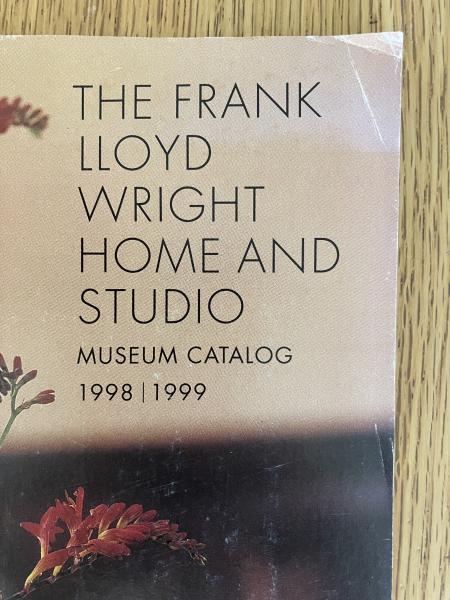 THE FRANK
LLOYD
WRIGHT
HOME AND
STUDIO
MUSEUM CATALOG
1998 | 1999